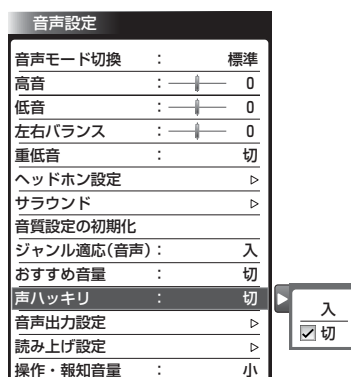 音声設定
音声モード切換 : 標準
高音 : 0
低音 : 0
左右バランス : 0
重低音 : 切
ヘッドホン設定
サラウンド
音質設定の初期化
ジャンル適応(音声) : 入
おすすめ音量 : 切
声ハッキリ : 切
入
切
音声出力設定
読み上げ設定
操作・報知音量 : 小